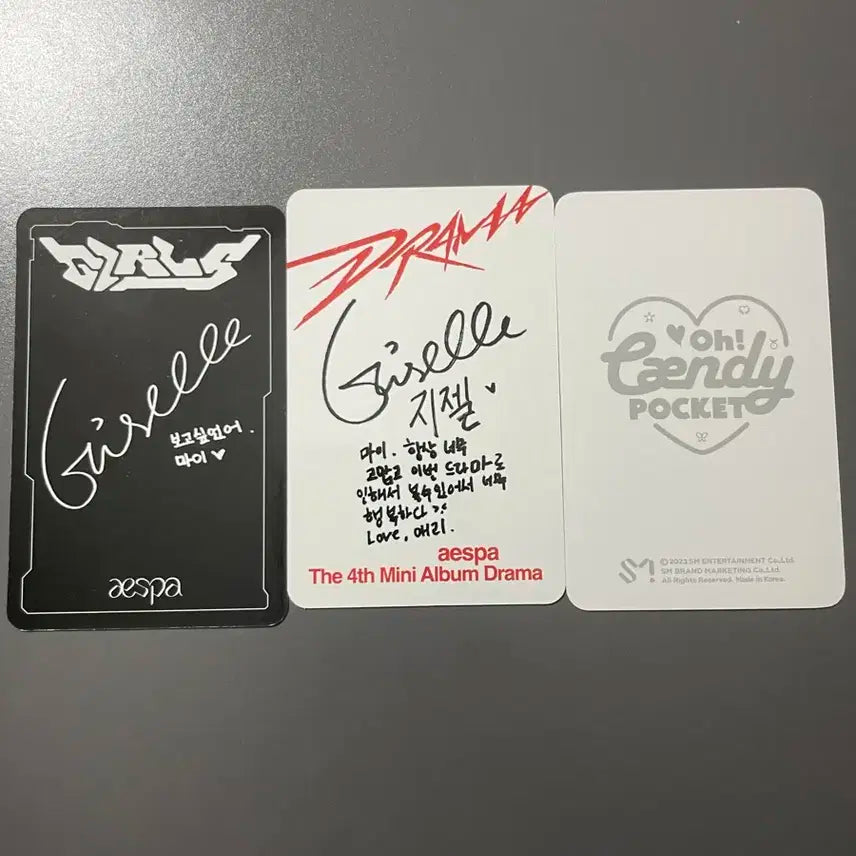 GIRLS
Giselle
보고싶었어.
마이 ♥
aespa
DRAMA
Giselle
지젤 ♥
마이. 항상 너무
고맙고 이번 드라마로
인해서 볼수있어서 너무
행복하다
Love, 애리.
aespa
The 4th Mini Album Drama
Oh!
Cændy
POCKET
SM
© 2023 SM ENTERTAINMENT Co.,Ltd.
SM BRAND MARKETING Co.,Ltd.
All Rights Reserved. Made in Korea.